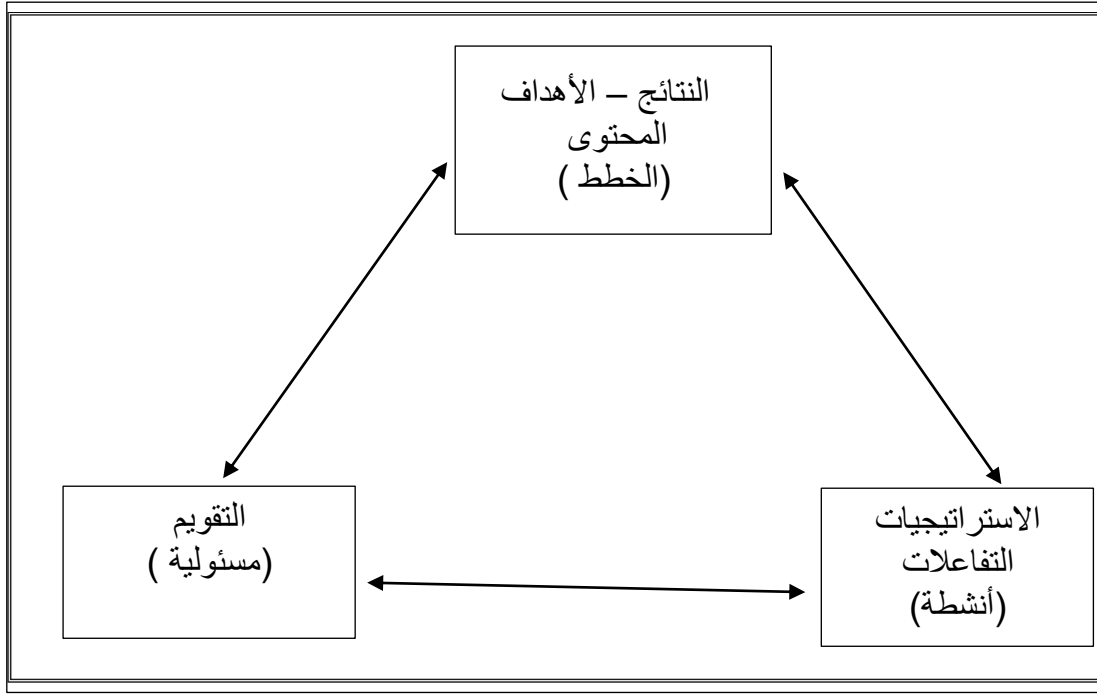 النتائج – الأهداف
المحتوى
(الخطط )
التقويم
(مسئولية )
الاستراتيجيات
التفاعلات
(أنشطة)